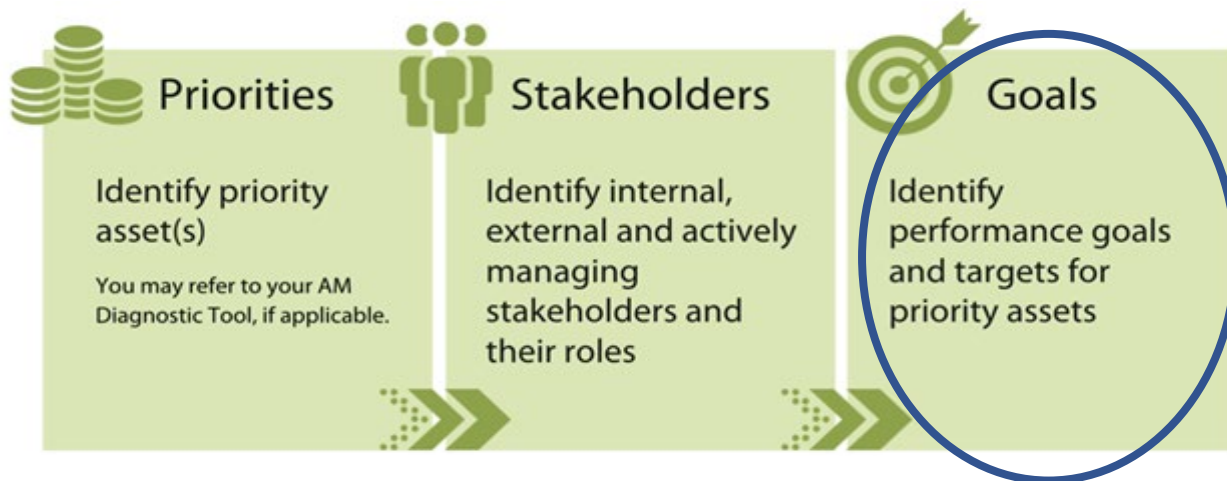 Priorities
Identify priority
asset(s)
You may refer to your AM
Diagnostic Tool, if applicable.
Stakeholders
Identify internal,
external and actively
managing
stakeholders and
their roles
Goals
Identify
performance goals
and targets for
priority assets